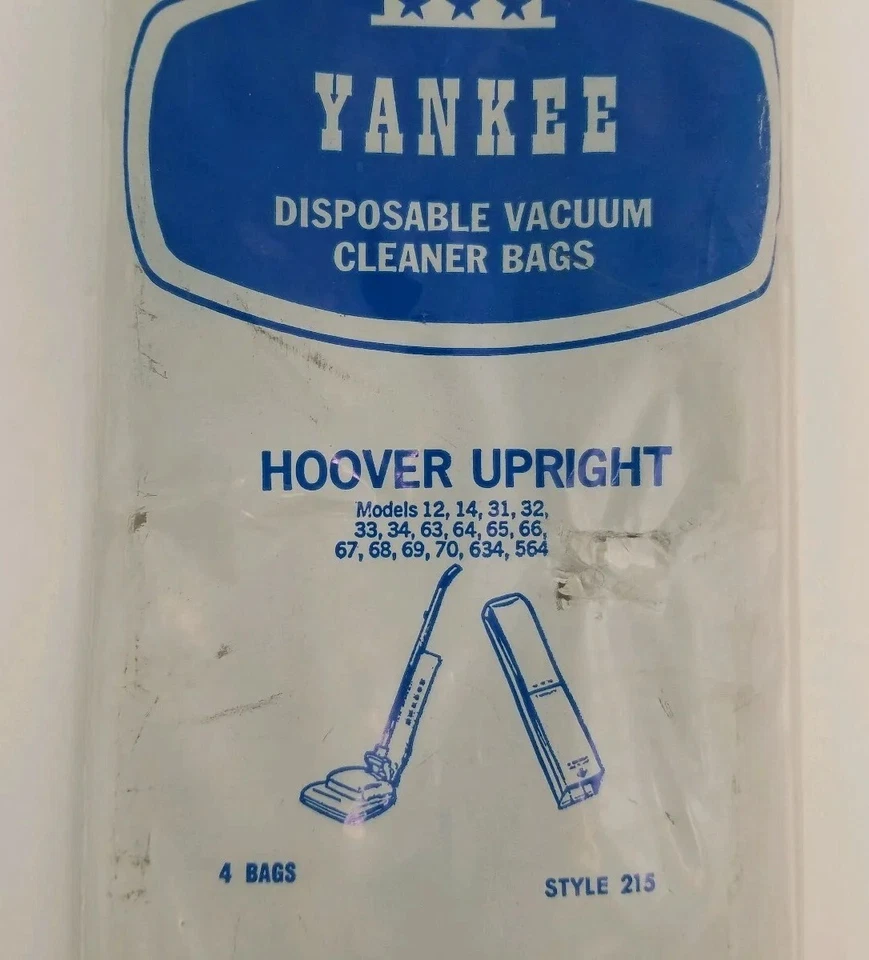 YANKEE
DISPOSABLE VACUUM
CLEANER BAGS
HOOVER UPRIGHT
Models 12, 14, 31, 32,
33, 34, 63, 64, 65, 66,
67, 68, 69, 70, 634, 564
4 BAGS
STYLE 215